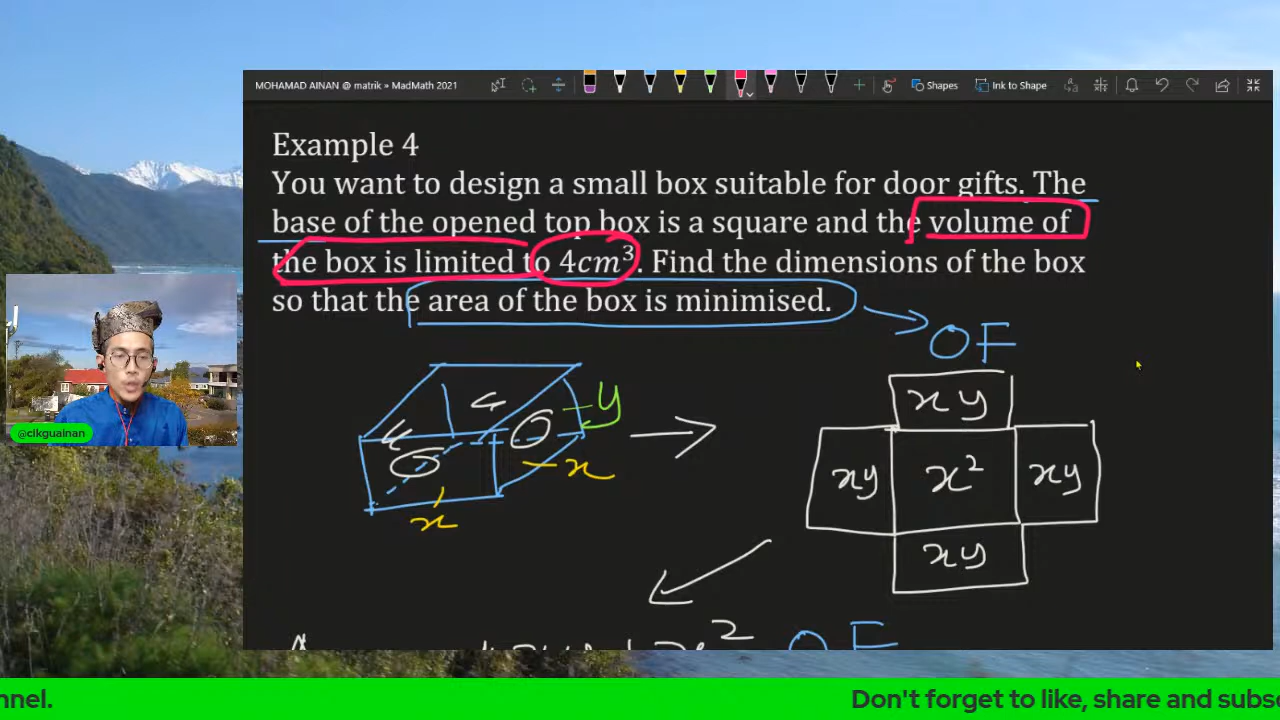 MOHAMAD AINAN @ matrik » MadMath 2021
Shapes
Ink to Shape
Example 4
You want to design a small box suitable for door gifts. The
base of the opened top box is a square and the volume of
the box is limited to 4cm³. Find the dimensions of the box
so that the area of the box is minimised.
OF
y
x
x
xy
xy
x²
xy
xy
OF
@cikguainan
nnel.
Don't forget to like, share and subsc